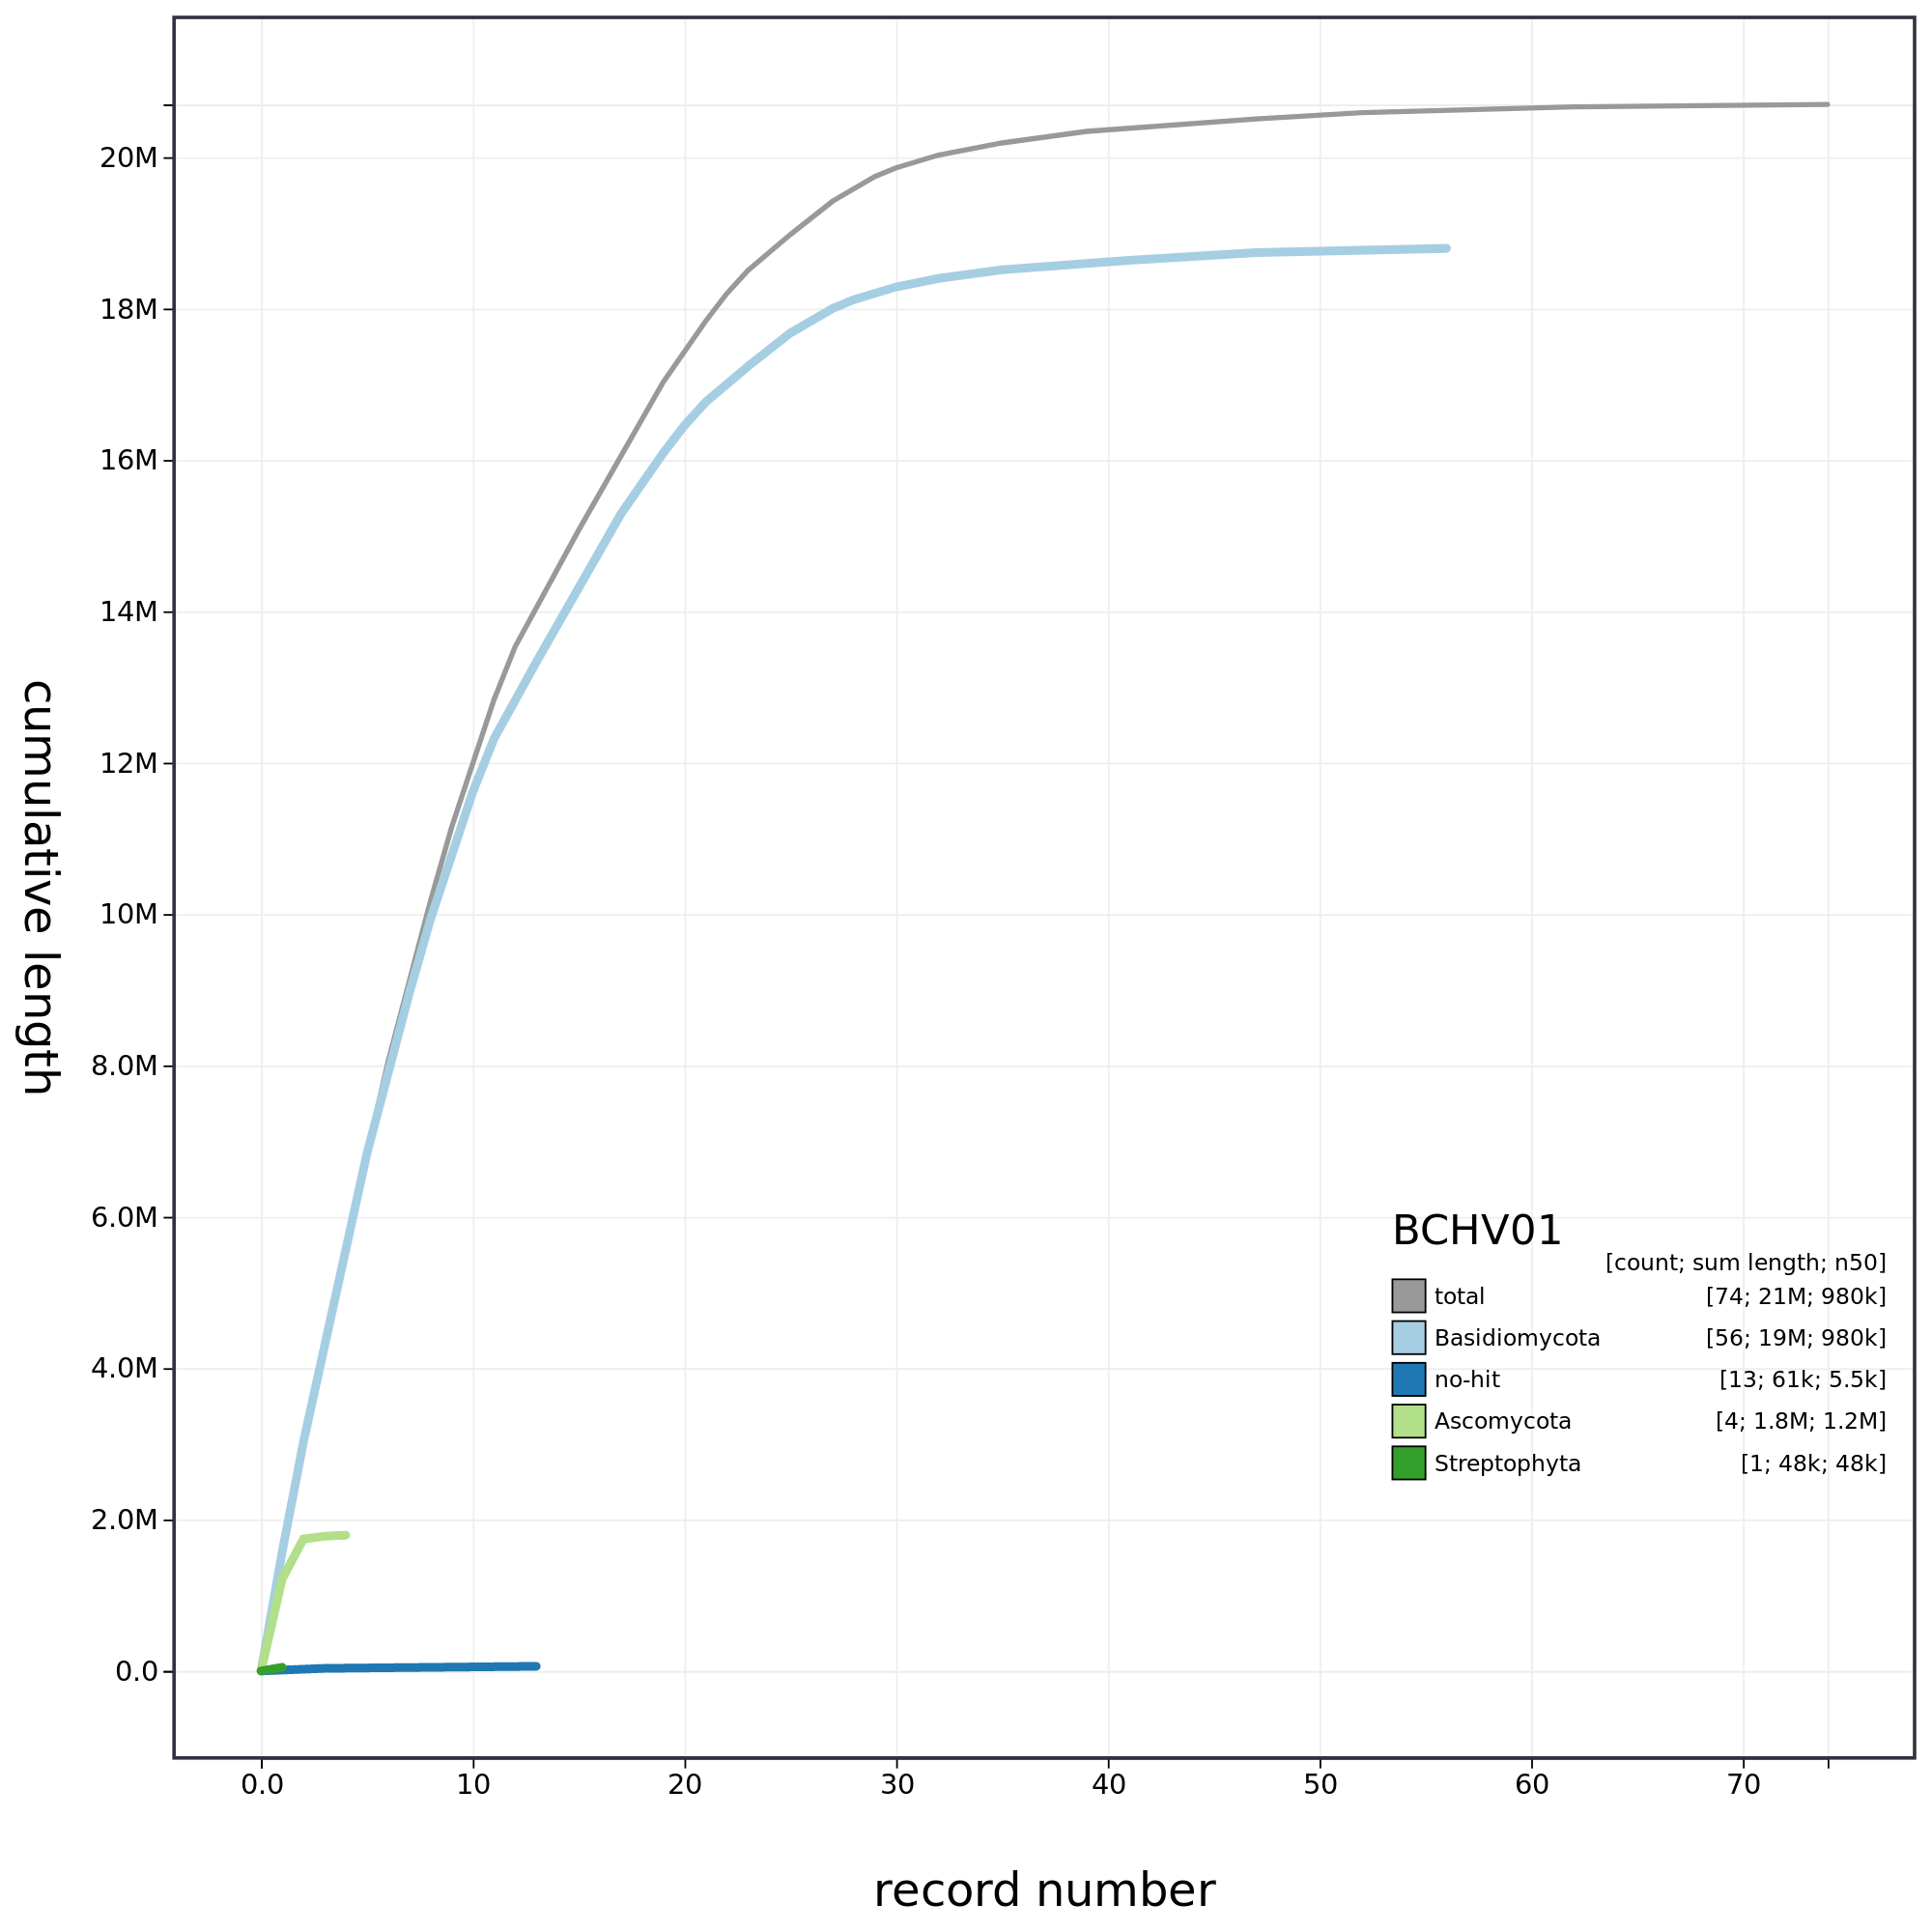 20M
18M
16M
14M
12M
10M
8.0M
6.0M
4.0M
2.0M
0.0
cumulative length
BCHV01
[count; sum length; n50]
total [74; 21M; 980k]
Basidiomycota [56; 19M; 980k]
no-hit [13; 61k; 5.5k]
Ascomycota [4; 1.8M; 1.2M]
Streptophyta [1; 48k; 48k]
0.0 10 20 30 40 50 60 70
record number